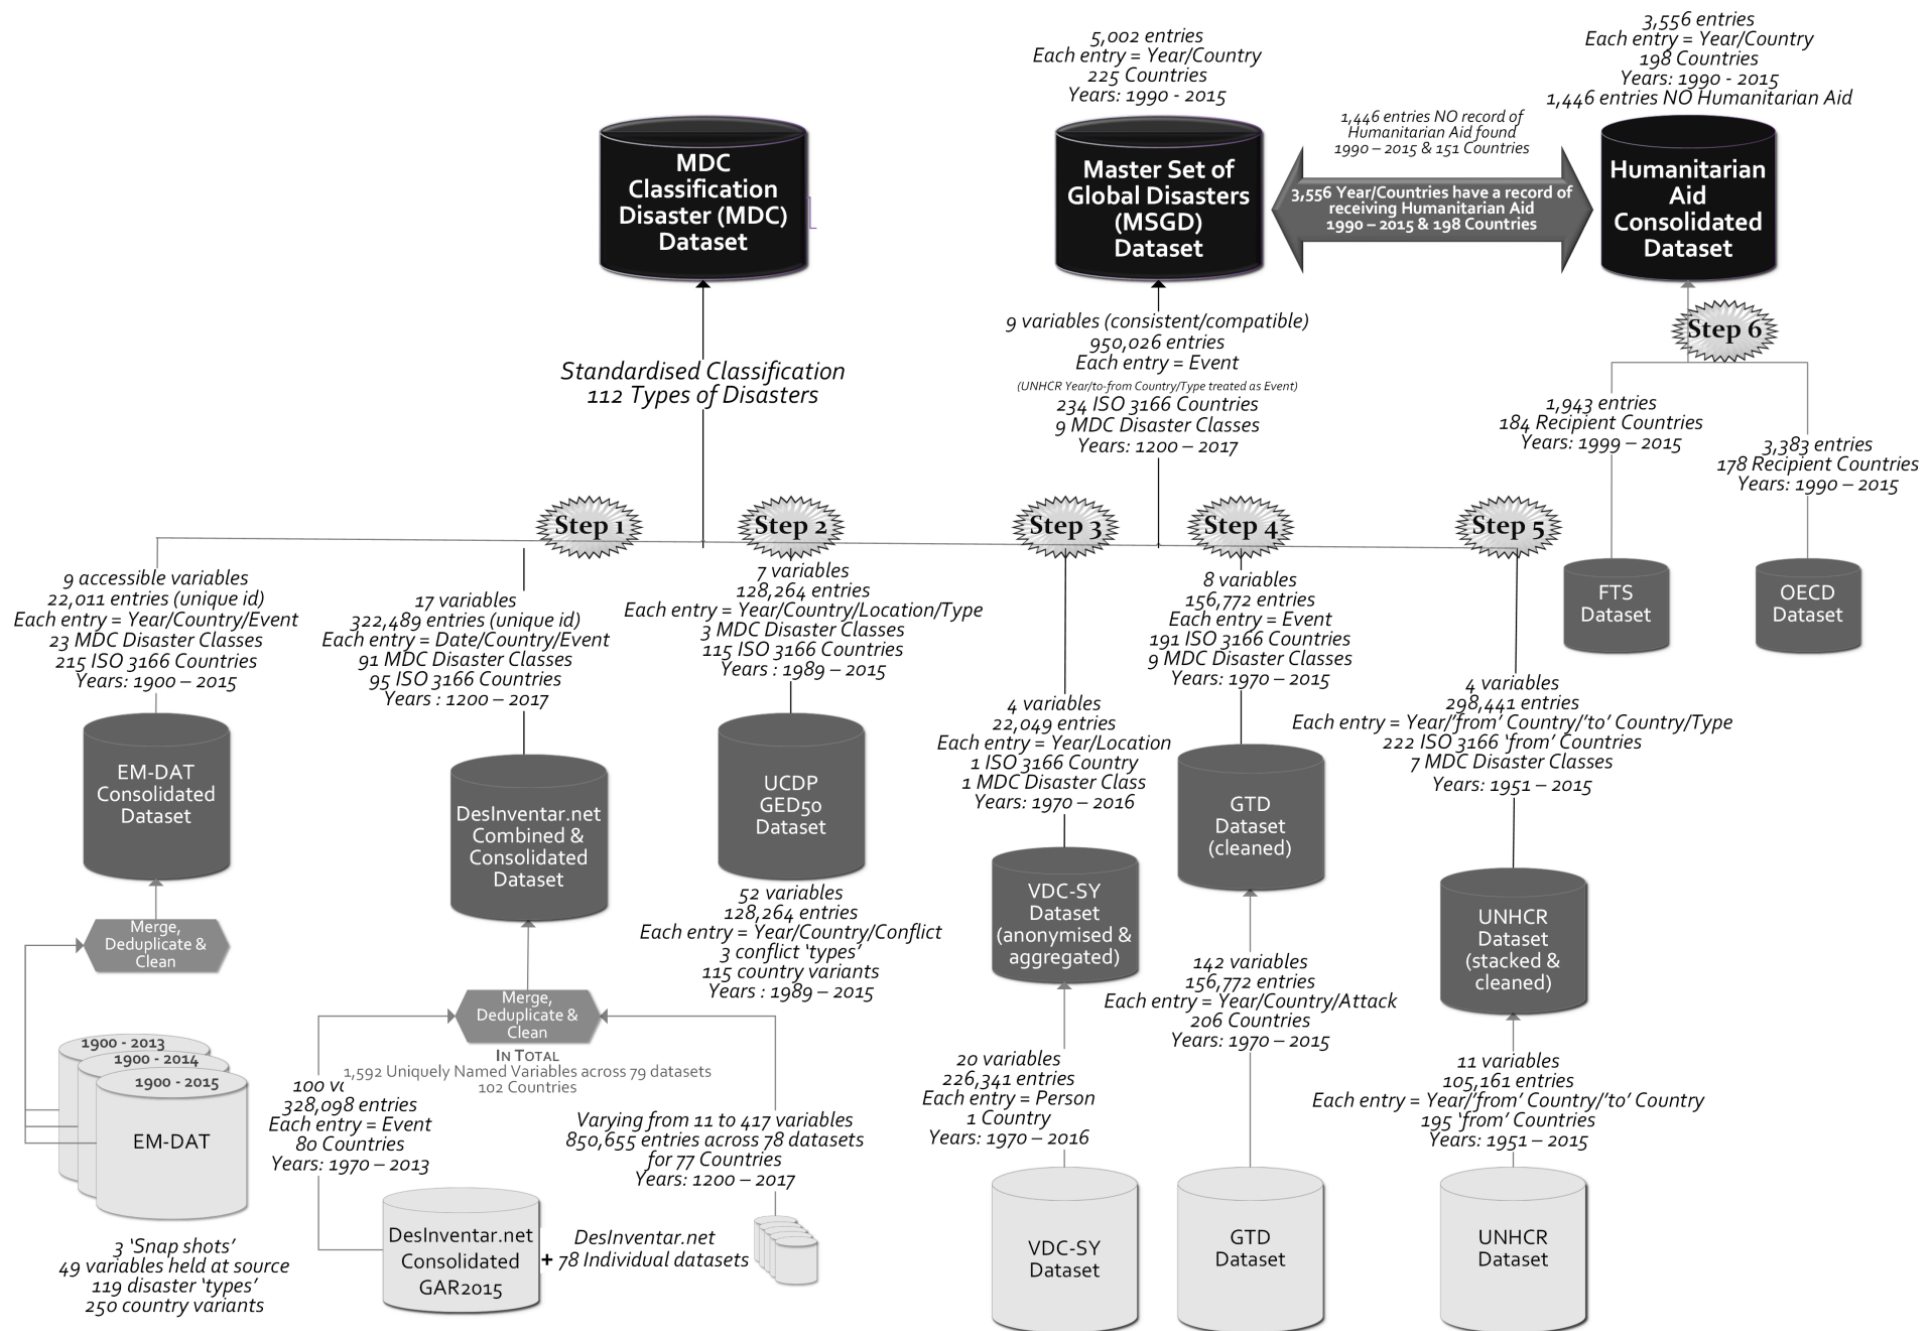 5,002 entries
Each entry = Year/Country
225 Countries
Years: 1990 - 2015
3,556 entries
Each entry = Year/Country
198 Countries
Years: 1990 - 2015
1,446 entries NO Humanitarian Aid
MDC
Classification
Disaster (MDC)
Dataset
Master Set of
Global Disasters
(MSGD)
Dataset
1,446 entries NO record of
Humanitarian Aid found
1990 – 2015 & 151 Countries
3,556 Year/Countries have a record of
receiving Humanitarian Aid
1990 – 2015 & 198 Countries
Humanitarian
Aid
Consolidated
Dataset
Standardised Classification
112 Types of Disasters
9 variables (consistent/compatible)
950,026 entries
Each entry = Event
(UNHCR Year/to-from Country/Type treated as Event)
234 ISO 3166 Countries
9 MDC Disaster Classes
Years: 1200 – 2017
Step 6
1,943 entries
184 Recipient Countries
Years: 1999 – 2015
3,383 entries
178 Recipient Countries
Years: 1990 – 2015
FTS
Dataset
OECD
Dataset
Step 1
Step 2
Step 3
Step 4
Step 5
9 accessible variables
22,011 entries (unique id)
Each entry = Year/Country/Event
23 MDC Disaster Classes
215 ISO 3166 Countries
Years: 1900 – 2015
EM-DAT
Consolidated
Dataset
Merge,
Deduplicate &
Clean
1900 - 2013
1900 - 2014
1900 - 2015
EM-DAT
3 ‘Snap shots’
49 variables held at source
119 disaster ‘types’
250 country variants
17 variables
322,489 entries (unique id)
Each entry = Date/Country/Event
91 MDC Disaster Classes
95 ISO 3166 Countries
Years: 1200 – 2017
DesInventar.net
Combined &
Consolidated
Dataset
Merge,
Deduplicate &
Clean
IN TOTAL
1,592 Uniquely Named Variables across 79 datasets
102 Countries
100 
328,098 entries
Each entry = Event
80 Countries
Years: 1970 – 2013
Varying from 11 to 417 variables
850,655 entries across 78 datasets
for 77 Countries
Years: 1200 – 2017
DesInventar.net
Consolidated
GAR2015
+
DesInventar.net
78 Individual datasets
7 variables
128,264 entries
Each entry = Year/Country/Location/Type
3 MDC Disaster Classes
115 ISO 3166 Countries
Years : 1989 – 2015
UCDP
GED50
Dataset
52 variables
128,264 entries
Each entry = Year/Country/Conflict
3 conflict ‘types’
115 country variants
Years : 1989 – 2015
4 variables
22,049 entries
Each entry = Year/Location
1 ISO 3166 Country
1 MDC Disaster Class
Years: 1970 – 2016
VDC-SY
Dataset
(anonymised &
aggregated)
20 variables
226,341 entries
Each entry = Person
1 Country
Years: 1970 – 2016
VDC-SY
Dataset
8 variables
156,772 entries
Each entry = Event
191 ISO 3166 Countries
9 MDC Disaster Classes
Years: 1970 – 2015
GTD
Dataset
(cleaned)
142 variables
156,772 entries
Each entry = Year/Country/Attack
206 Countries
Years: 1970 – 2015
GTD
Dataset
4 variables
298,441 entries
Each entry = Year/‘from’ Country/‘to’ Country/Type
222 ISO 3166 ‘from’ Countries
7 MDC Disaster Classes
Years: 1951 – 2015
UNHCR
Dataset
(stacked &
cleaned)
11 variables
105,161 entries
Each entry = Year/‘from’ Country/‘to’ Country
195 ‘from’ Countries
Years: 1951 – 2015
UNHCR
Dataset